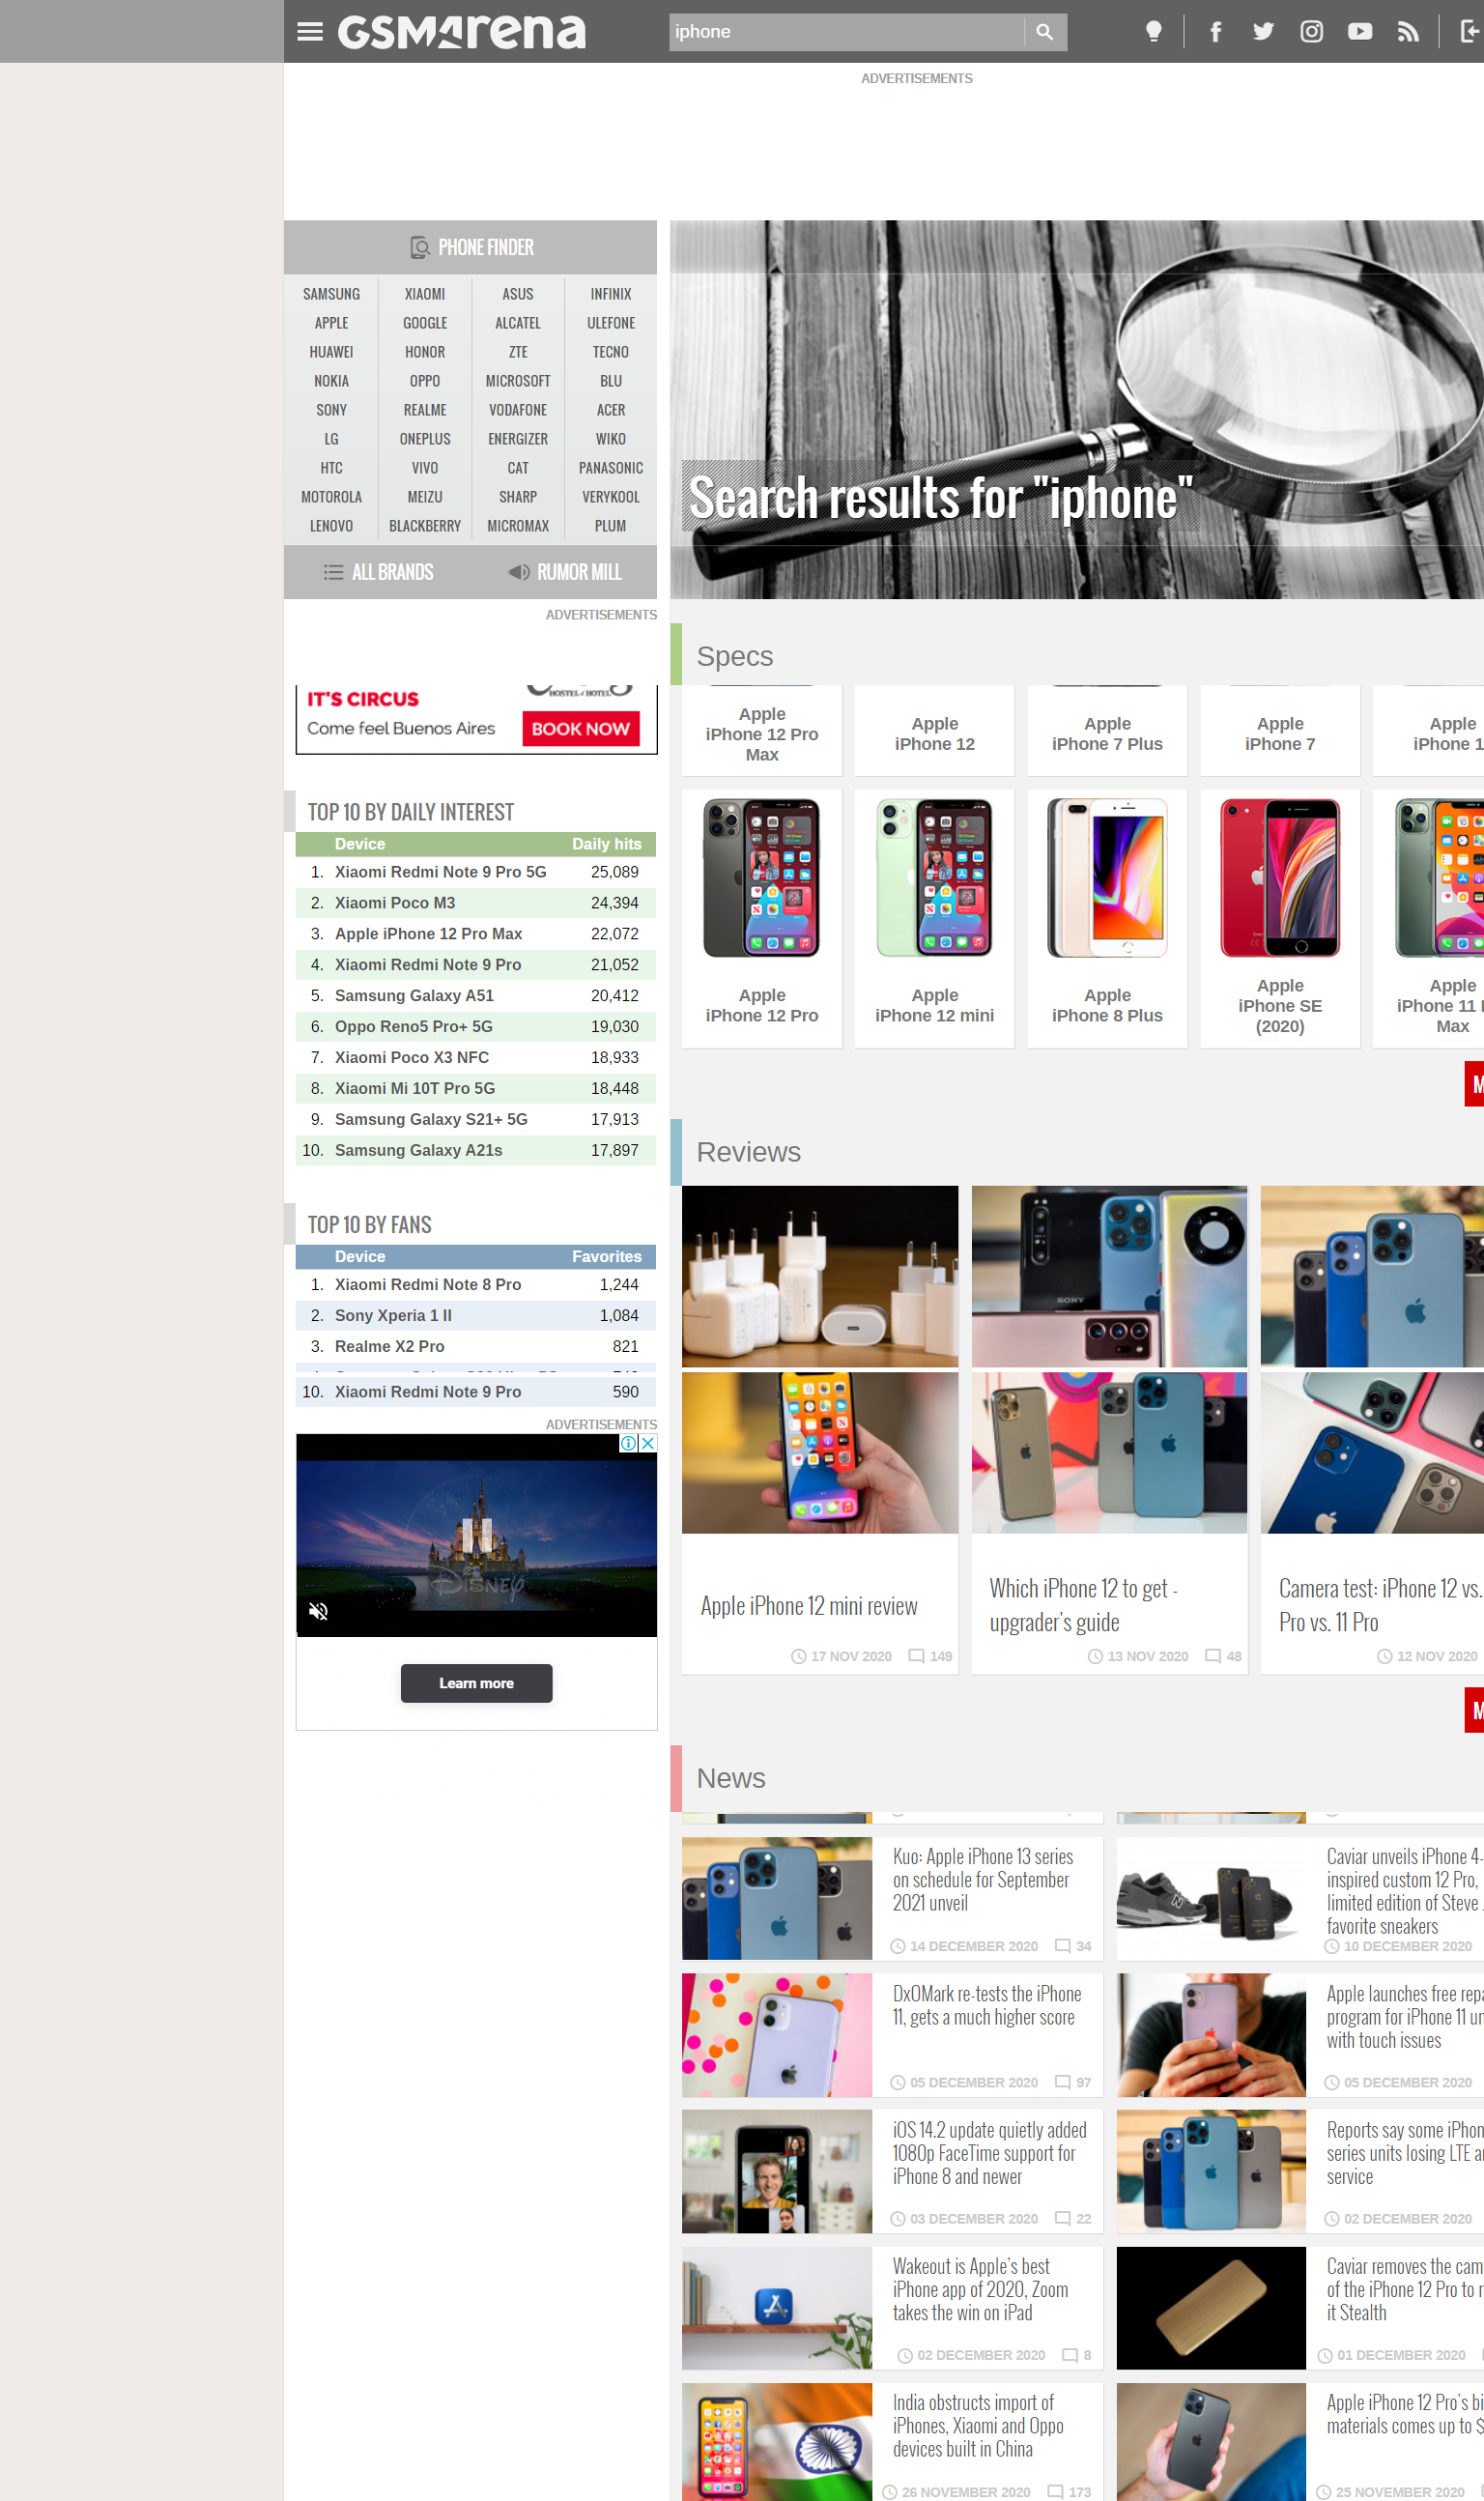 GSMArena
iphone
ADVERTISEMENTS
PHONE FINDER
SAMSUNG XIAOMI ASUS INFINIX
APPLE GOOGLE ALCATEL ULEFONE
HUAWEI HONOR ZTE TECNO
NOKIA OPPO MICROSOFT BLU
SONY REALME VODAFONE ACER
LG ONEPLUS ENERGIZER WIKO
HTC VIVO CAT PANASONIC
MOTOROLA MEIZU SHARP VERYKOOL
LENOVO BLACKBERRY MICROMAX PLUM
ALL BRANDS RUMOR MILL
ADVERTISEMENTS
HOSTEL & HOTEL
IT'S CIRCUS
Come feel Buenos Aires
BOOK NOW
TOP 10 BY DAILY INTEREST
Device Daily hits
1. Xiaomi Redmi Note 9 Pro 5G 25,089
2. Xiaomi Poco M3 24,394
3. Apple iPhone 12 Pro Max 22,072
4. Xiaomi Redmi Note 9 Pro 21,052
5. Samsung Galaxy A51 20,412
6. Oppo Reno5 Pro+ 5G 19,030
7. Xiaomi Poco X3 NFC 18,933
8. Xiaomi Mi 10T Pro 5G 18,448
9. Samsung Galaxy S21+ 5G 17,913
10. Samsung Galaxy A21s 17,897
TOP 10 BY FANS
Device Favorites
1. Xiaomi Redmi Note 8 Pro 1,244
2. Sony Xperia 1 II 1,084
3. Realme X2 Pro 821
10. Xiaomi Redmi Note 9 Pro 590
ADVERTISEMENTS
DISNEY
Learn more
Search results for "iphone"
Specs
Apple
iPhone 12 Pro
Max
Apple
iPhone 12
Apple
iPhone 7 Plus
Apple
iPhone 7
Apple
iPhone 1
Apple
iPhone 12 Pro
Apple
iPhone 12 mini
Apple
iPhone 8 Plus
Apple
iPhone SE
(2020)
Apple
iPhone 11
Max
Reviews
SONY
Apple iPhone 12 mini review
17 NOV 2020 149
Which iPhone 12 to get -
upgrader's guide
13 NOV 2020 48
Camera test: iPhone 12 vs.
Pro vs. 11 Pro
12 NOV 2020
News
Kuo: Apple iPhone 13 series
on schedule for September
2021 unveil
14 DECEMBER 2020 34
Caviar unveils iPhone 4-
inspired custom 12 Pro,
limited edition of Steve
favorite sneakers
10 DECEMBER 2020
DxOMark re-tests the iPhone
11, gets a much higher score
05 DECEMBER 2020 97
Apple launches free
program for iPhone 11
with touch issues
05 DECEMBER 2020
iOS 14.2 update quietly added
1080p FaceTime support for
iPhone 8 and newer
03 DECEMBER 2020 22
Reports say some
series units losing LTE
service
02 DECEMBER 2020
Wakeout is Apple's best
iPhone app of 2020, Zoom
takes the win on iPad
02 DECEMBER 2020 8
Caviar removes the
of the iPhone 12 Pro to
it Stealth
01 DECEMBER 2020
India obstructs import of
iPhones, Xiaomi and Oppo
devices built in China
26 NOVEMBER 2020 173
Apple iPhone 12 Pro's
materials comes up to $
25 NOVEMBER 2020